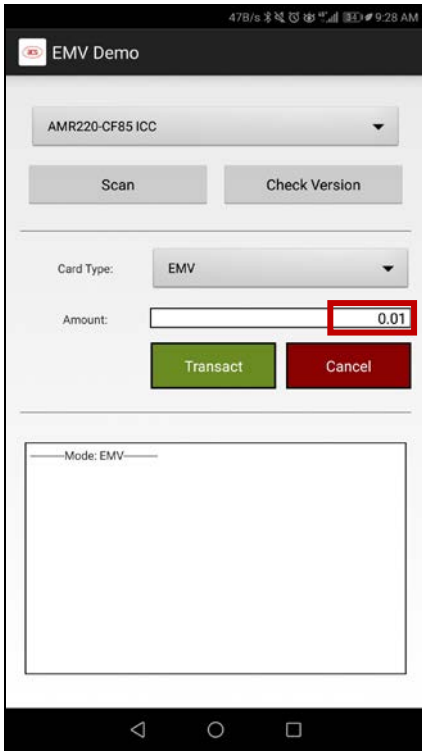 47B/s 9:28 AM
EMV Demo
AMR220-CF85 ICC
Scan Check Version
Card Type: EMV
Amount: 0.01
Transact Cancel
———Mode: EMV———